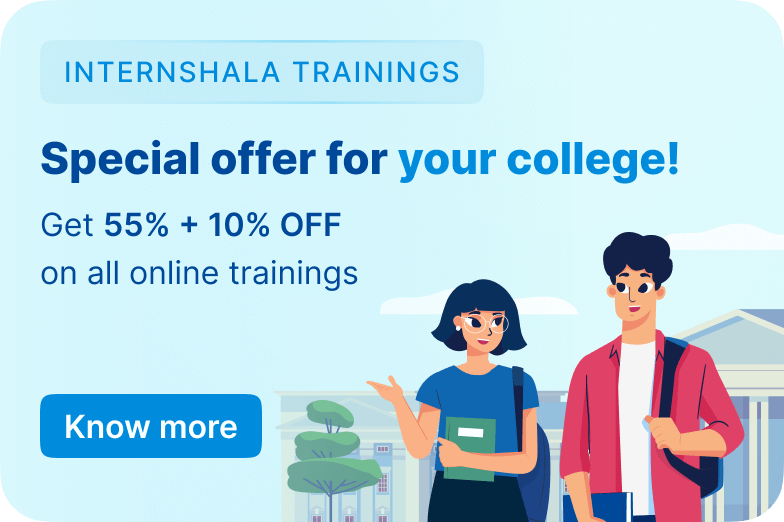 INTERNSHALA TRAININGS
Special offer for your college!
Get 55% + 10% OFF
on all online trainings
Know more